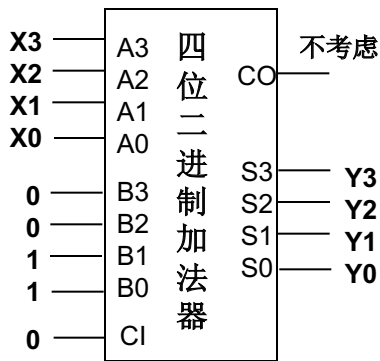 X3 A3 四 不考虑
X2 A2 位 CO
X1 A1 二
X0 A0 进 S3 Y3
0 B3 制 S2 Y2
0 B2 加 S1 Y1
1 B1 法 S0 Y0
1 B0 器
0 CI